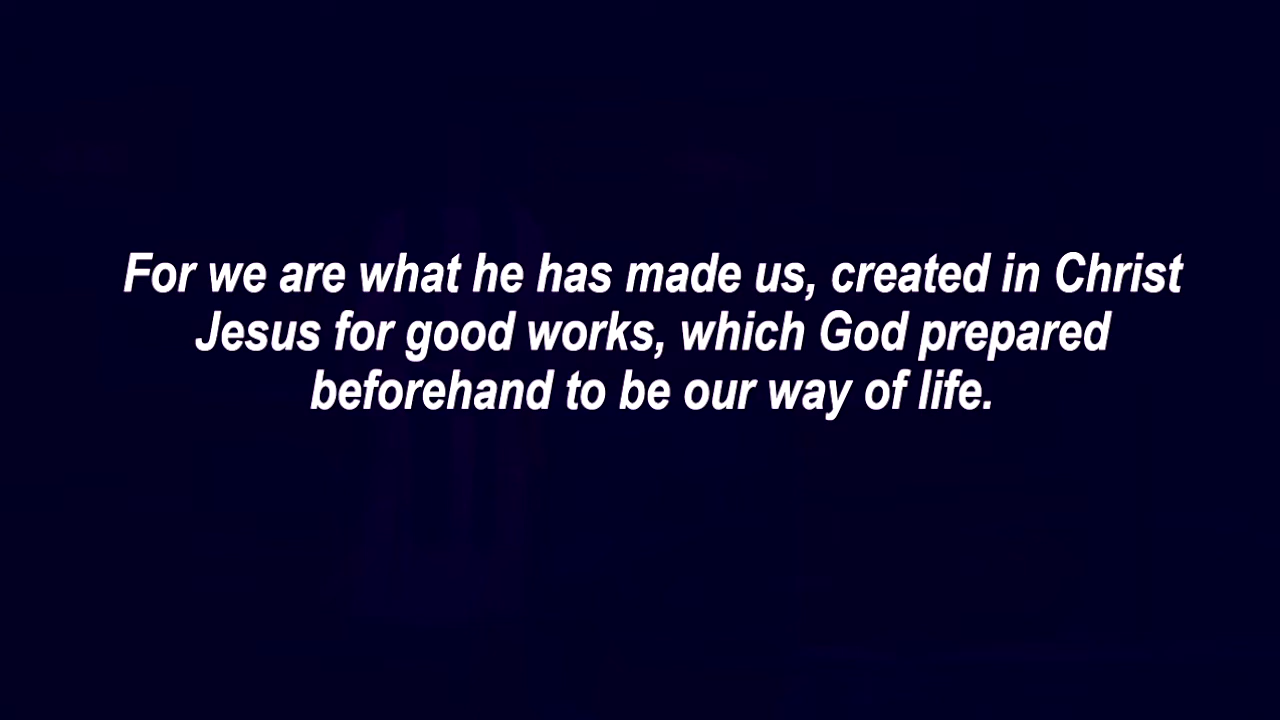 For we are what he has made us, created in Christ
Jesus for good works, which God prepared
beforehand to be our way of life.